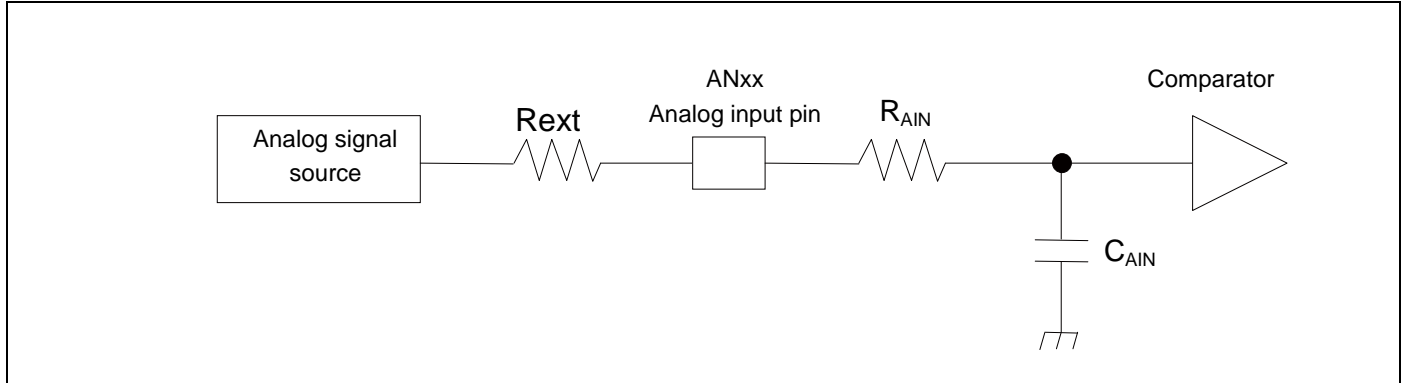 Analog signal
source
Rext
ANxx
Analog input pin
RAIN
Comparator
CAIN